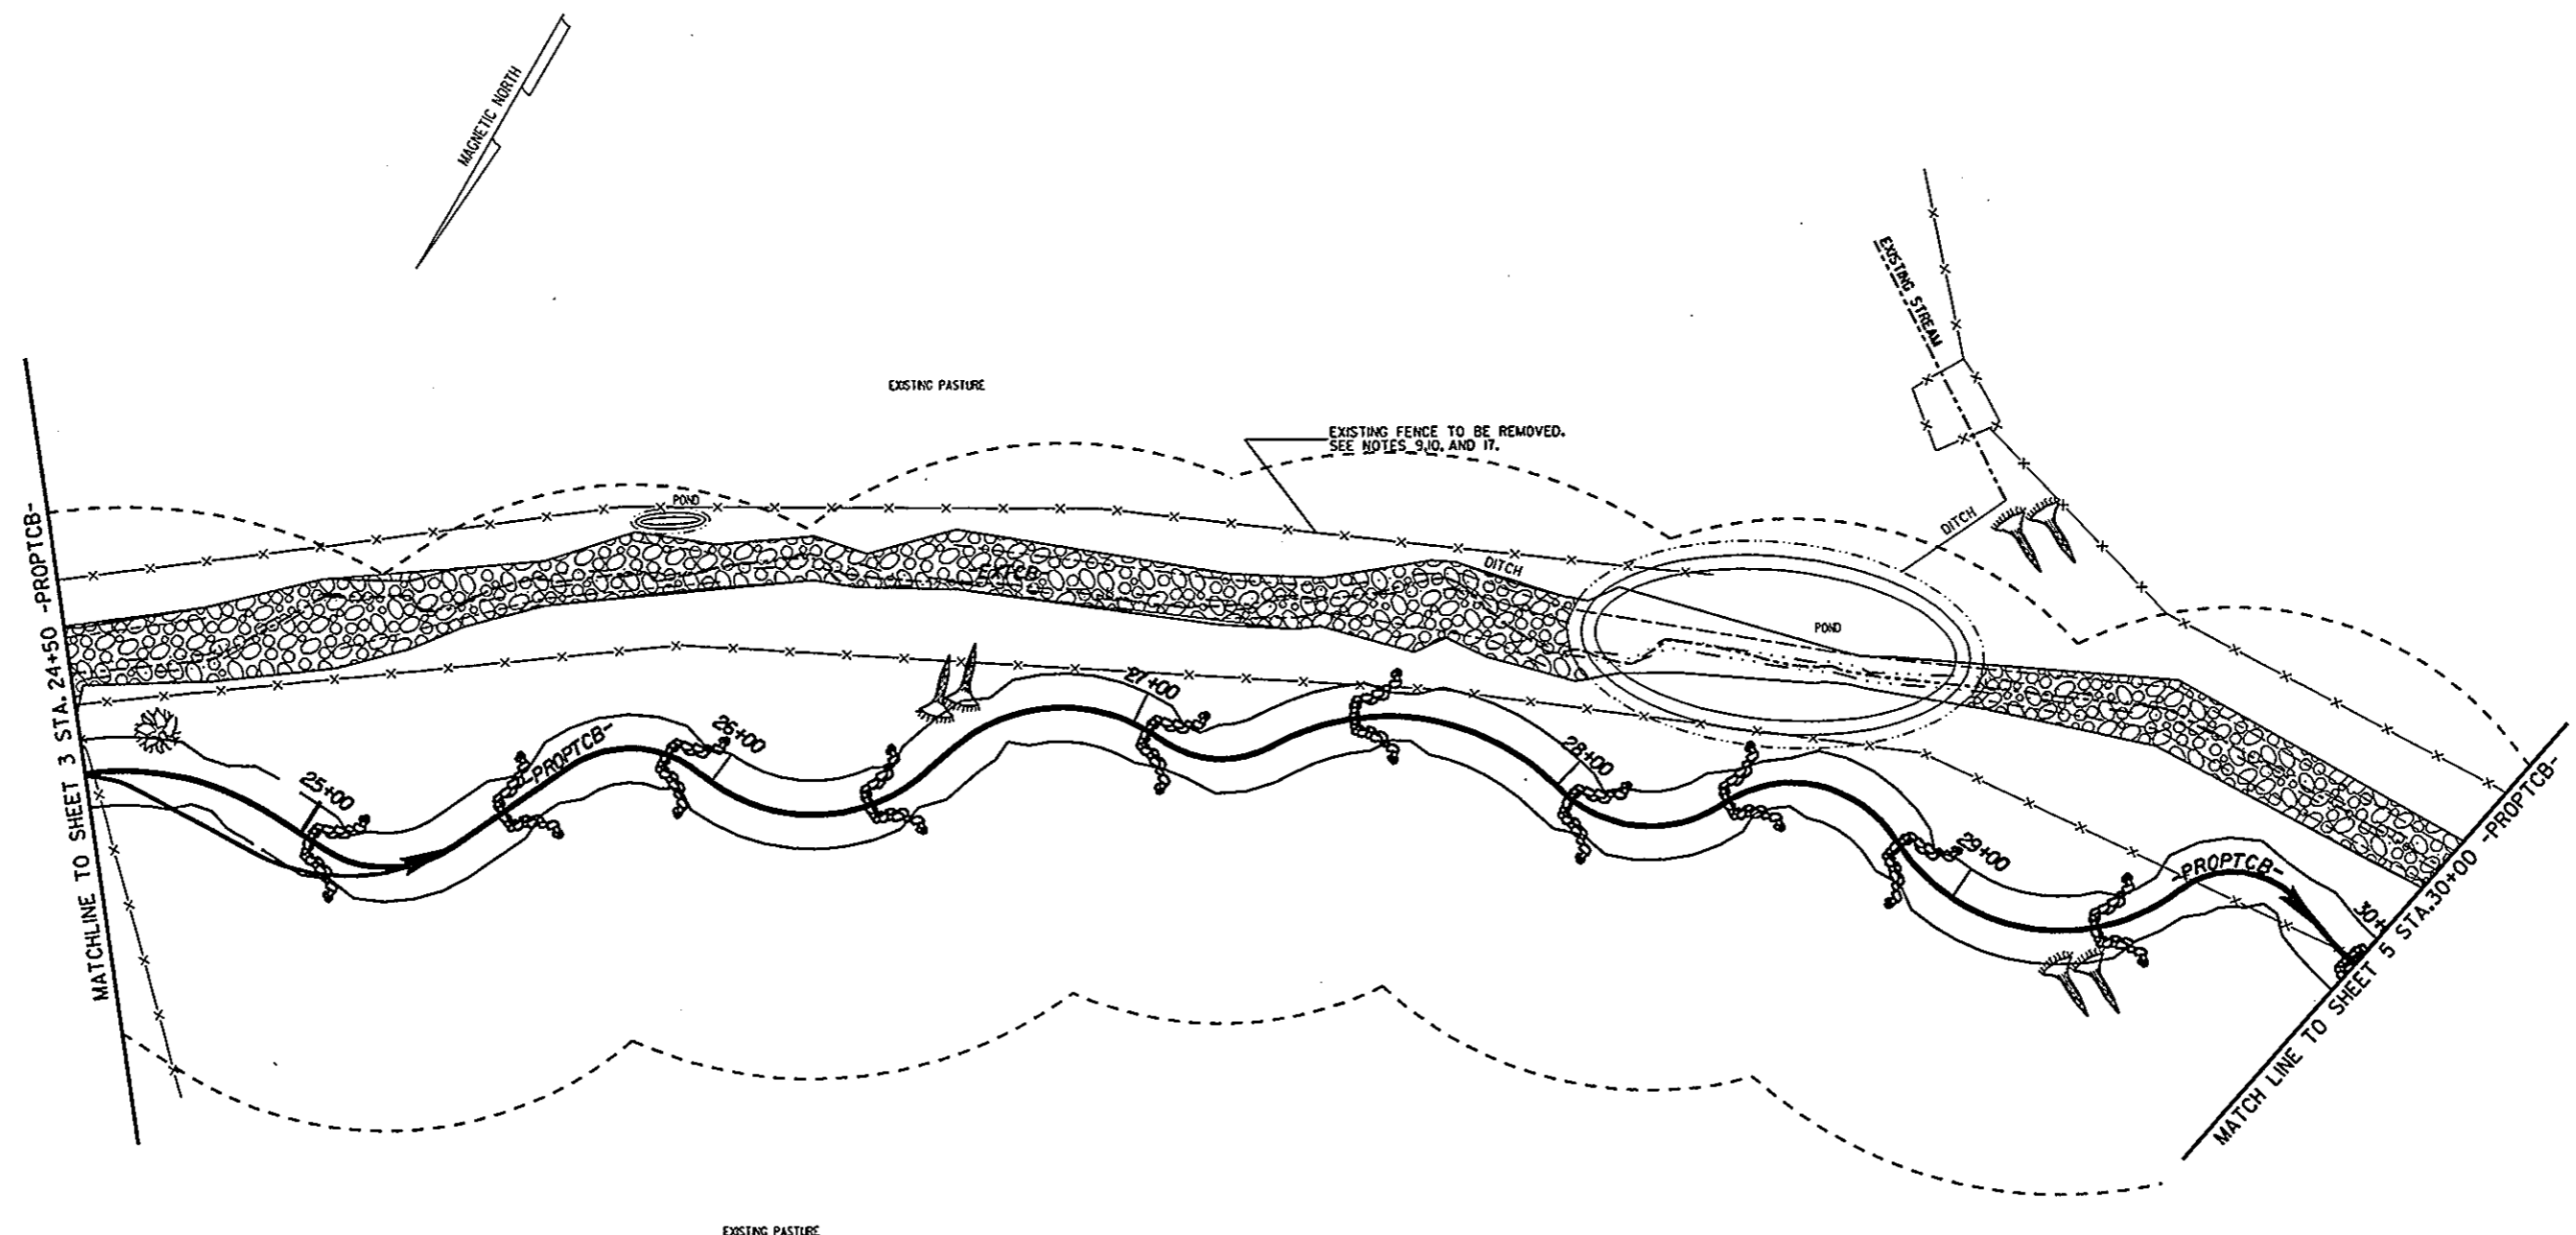 MAGNETIC NORTH
EXISTING STREAM
EXISTING PASTURE
EXISTING FENCE TO BE REMOVED.
SEE NOTES 9,10, AND 17.
POND
DITCH
DITCH
POND
27+00
26+00
28+00
25+00
29+00
30+
-PROPTCB-
-PROPTCB-
MATCHLINE TO SHEET 3 STA. 24+50 -PROPTCB-
MATCH LINE TO SHEET 5 STA.30+00 -PROPTCB-
EXISTING PASTURE